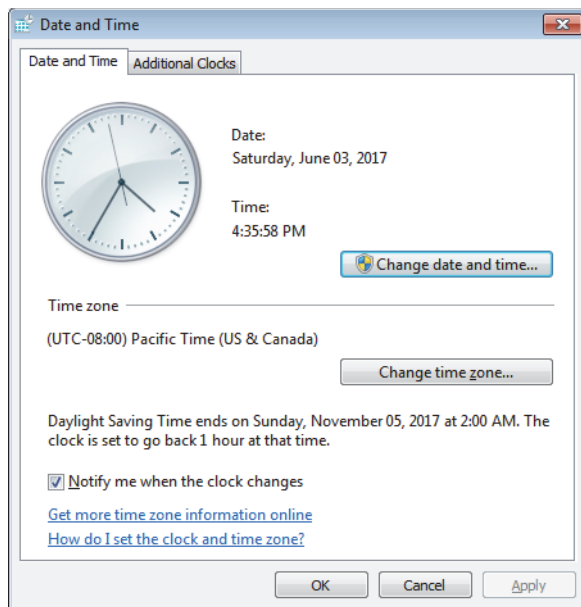 Date and Time
Date and Time
Additional Clocks
Date:
Saturday, June 03, 2017
Time:
4:35:58 PM
Change date and time...
Time zone
(UTC-08:00) Pacific Time (US & Canada)
Change time zone...
Daylight Saving Time ends on Sunday, November 05, 2017 at 2:00 AM. The
clock is set to go back 1 hour at that time.
Notify me when the clock changes
Get more time zone information online
How do I set the clock and time zone?
OK
Cancel
Apply